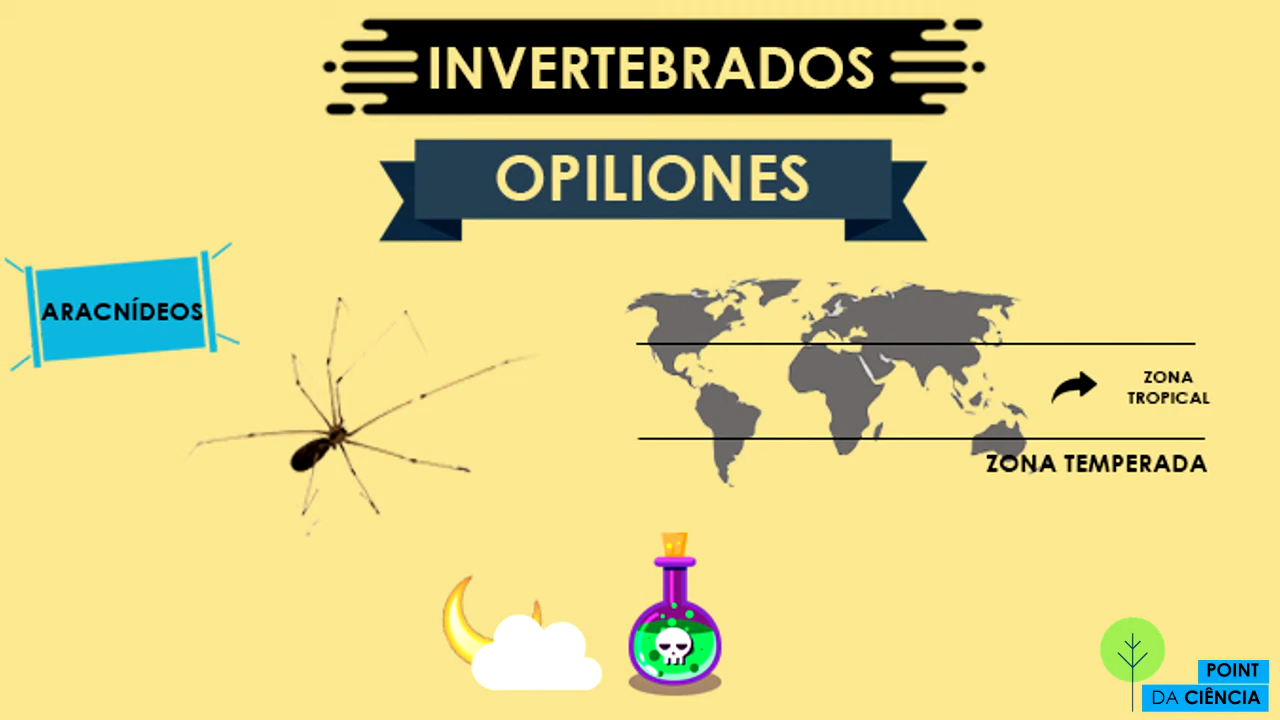 INVERTEBRADOS
OPILIONES
ARACNÍDEOS
ZONA
TROPICAL
ZONA TEMPERADA
POINT
DA CIÊNCIA